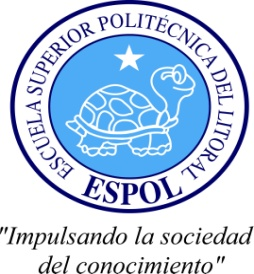 ESCUELA SUPERIOR POLITÉCNICA DEL LITORAL
ESPOL
"Impulsando la sociedad
del conocimiento"